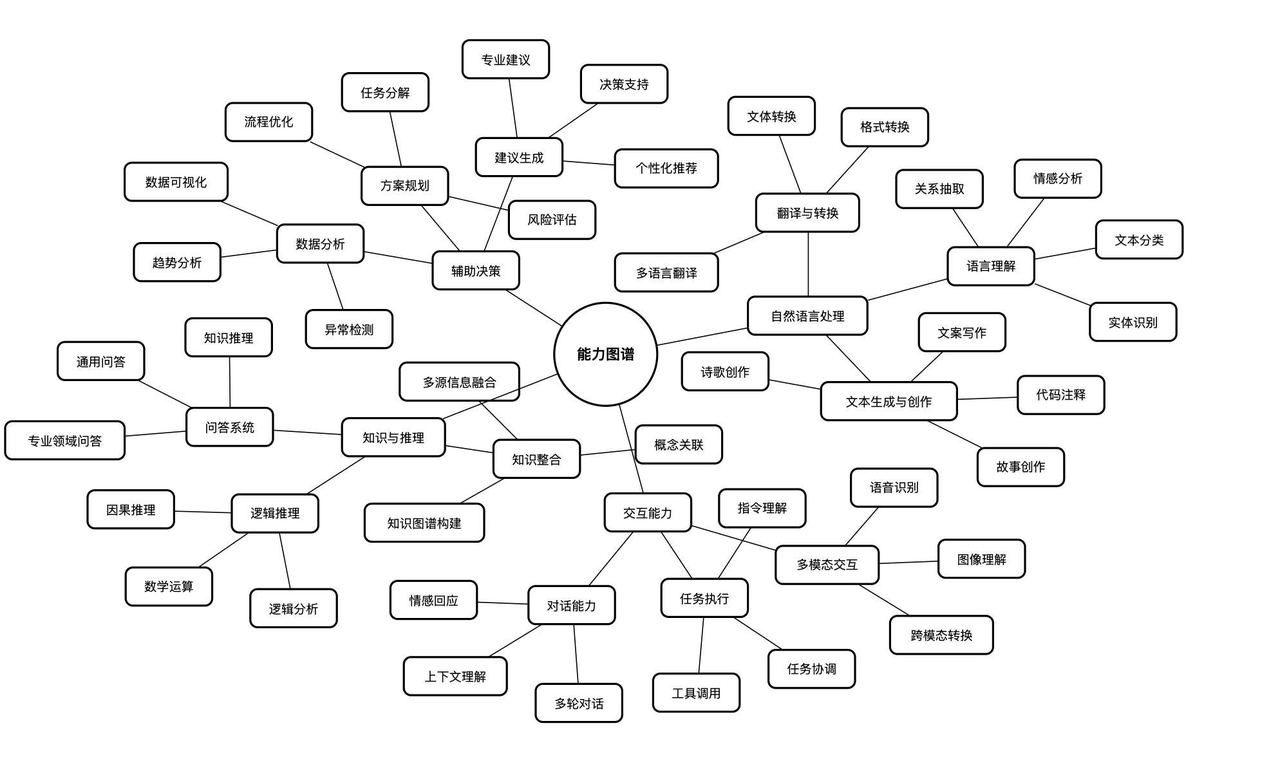 专业建议
决策支持
任务分解
流程优化
文体转换
格式转换
建议生成
个性化推荐
数据可视化
方案规划
关系抽取
情感分析
风险评估
翻译与转换
文本分类
数据分析
趋势分析
辅助决策
多语言翻译
语言理解
异常检测
自然语言处理
实体识别
知识推理
文案写作
通用问答
能力图谱
多源信息融合
诗歌创作
文本生成与创作
代码注释
专业领域问答
问答系统
知识与推理
概念关联
知识整合
故事创作
语音识别
因果推理
逻辑推理
知识图谱构建
交互能力
指令理解
多模态交互
图像理解
数学运算
逻辑分析
情感回应
对话能力
任务执行
跨模态转换
上下文理解
任务协调
多轮对话
工具调用